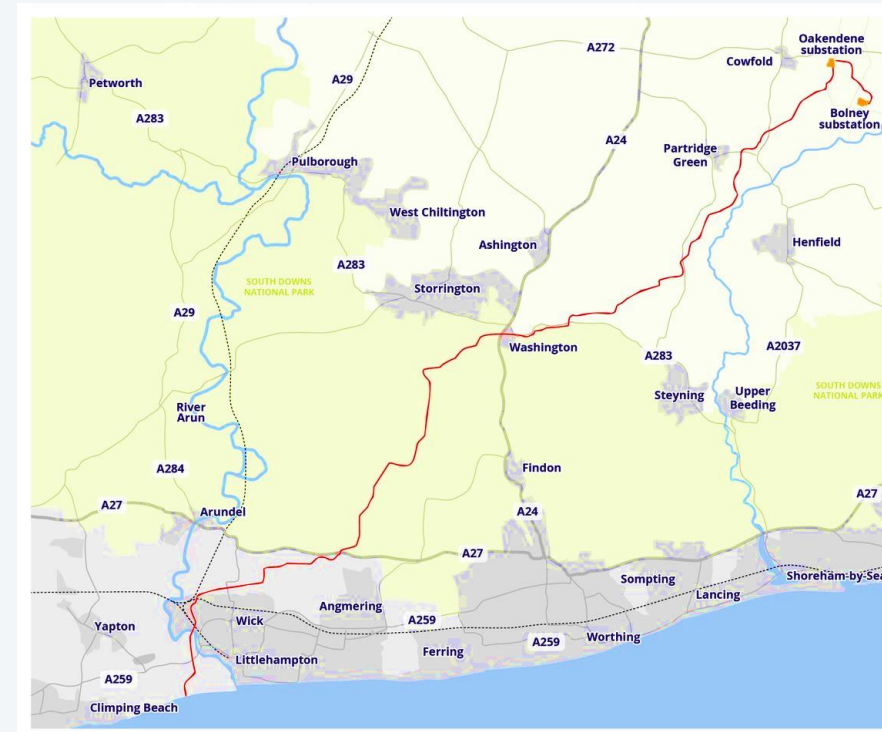 Oakendene
substation
A272
Cowfold
Petworth
A29
Bolney
substation
A283
A24
Partridge
Green
Pulborough
West Chiltington
Ashington
Henfield
A283
SOUTH DOWNS
NATIONAL PARK
Storrington
A29
Washington
A283
A2037
SOUTH DOWNS
NATIONAL PARK
Steyning
Upper
Beeding
River
Arun
A284
Findon
A27
A27
Arundel
A24
A27
Sompting
Shoreham-by-Sea
Lancing
Angmering
A259
Yapton
Wick
Worthing
A259
Ferring
Littlehampton
A259
Climping Beach